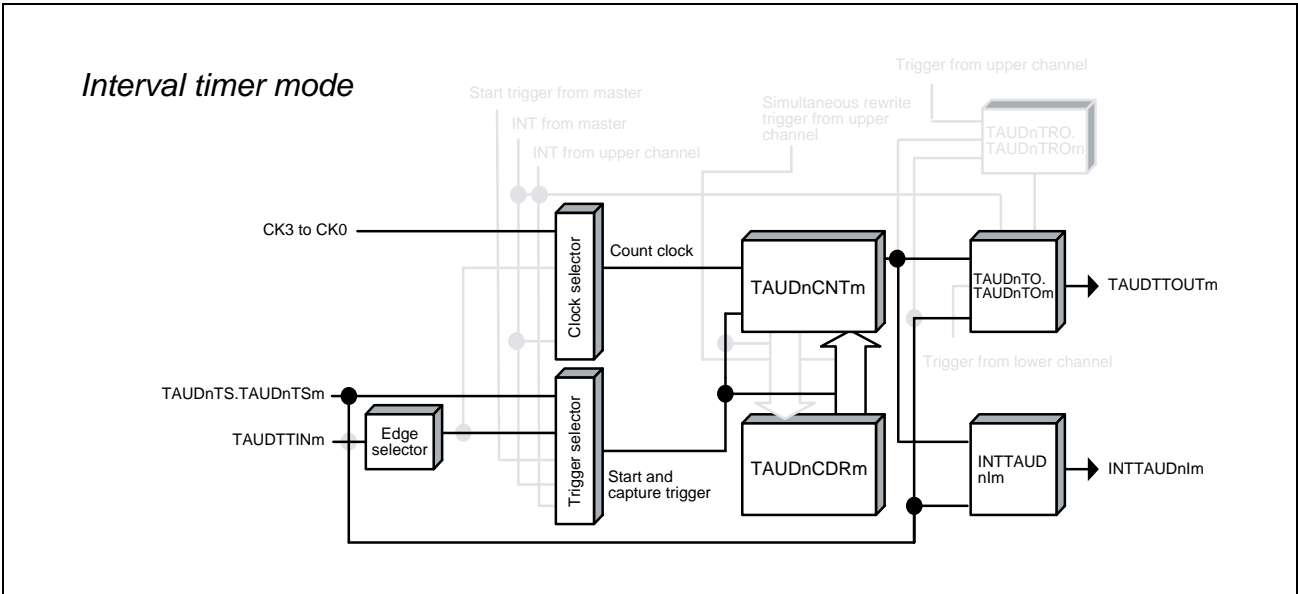 Interval timer mode
Trigger from upper channel
Start trigger from master
Simultaneous rewrite
trigger from upper
channel
INT from master
INT from upper channel
TAUDnTRO.
TAUDnTROm
CK3 to CK0
Clock selector
Count clock
TAUDnCNTm
TAUDnTO.
TAUDnTOm
TAUDTTOUTm
Trigger from lower channel
TAUDnTS.TAUDnTSm
TAUDTTINm
Edge
selector
Trigger selector
Start and
capture trigger
TAUDnCDRm
INTTAUD
nIm
INTTAUDnIm